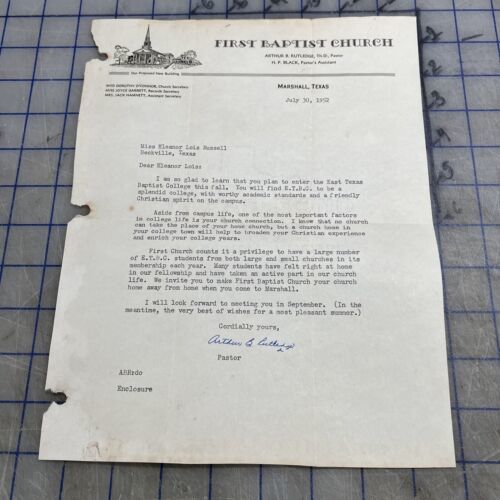 FIRST BAPTIST CHURCH
ARTHUR B. RUTLEDGE, Th.D., Pastor
H. P. BLACK, Pastor's Assistant
Our Proposed New Building
MISS DOROTHY O'CONNOR, Church Secretary
MISS JOYCE BARRETT, Records Secretary
MRS. JACK HAMNETT, Assistant Secretary
MARSHALL, TEXAS
July 30, 1952
Miss Eleanor Lois Russell
Beckville, Texas
Dear Eleanor Lois:
I am so glad to learn that you plan to enter the East Texas
Baptist College this fall. You will find E.T.B.C. to be a
splendid college, with worthy academic standards and a friendly
Christian spirit on the campus.
Aside from campus life, one of the most important factors
in college life is your church connection. I know that no church
can take the place of your home church, but a church home in
your college town will help to broaden your Christian experience
and enrich your college years.
First Church counts it a privilege to have a large number
of E.T.B.C. students from both large and small churches in its
membership each year. Many students have felt right at home
in our fellowship and have taken an active part in our church
life. We invite you to make First Baptist Church your church
home away from home when you come to Marshall.
I will look forward to meeting you in September. (In the
meantime, the very best of wishes for a most pleasant summer.)
Cordially yours,
Arthur B. Rutledge
Pastor
ABR:do
Enclosure